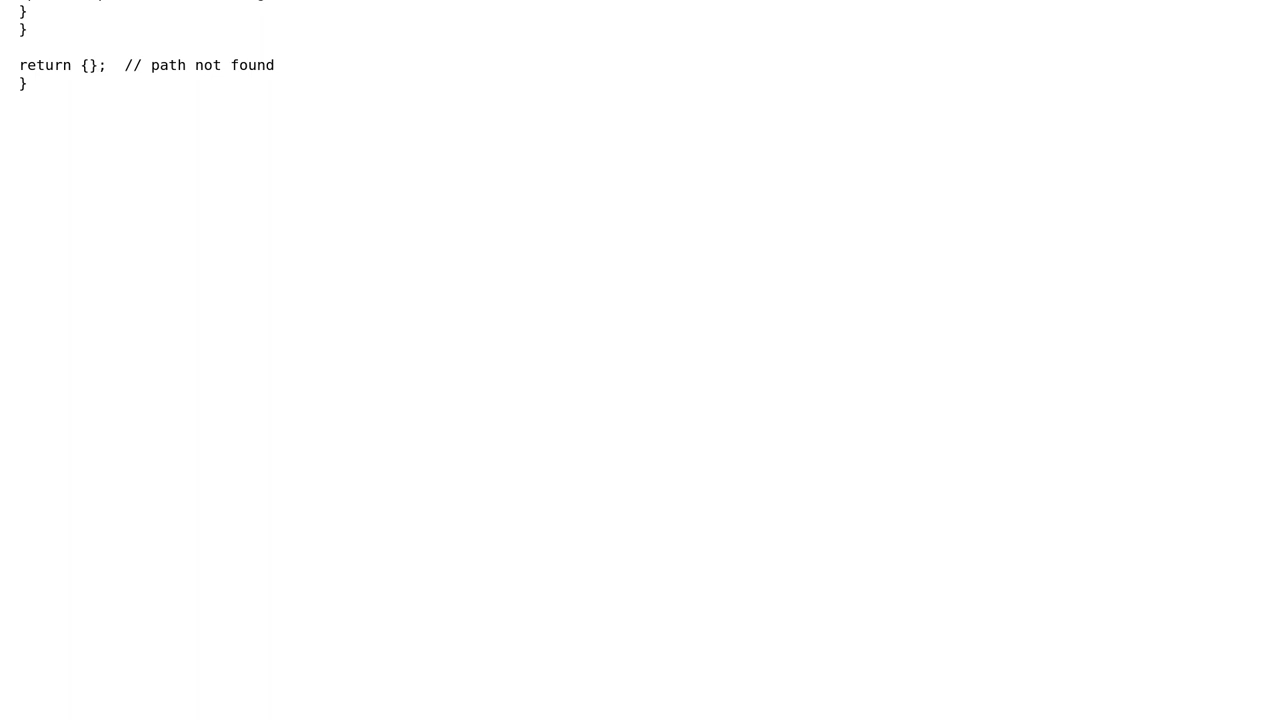 }
}

return {};  // path not found
}